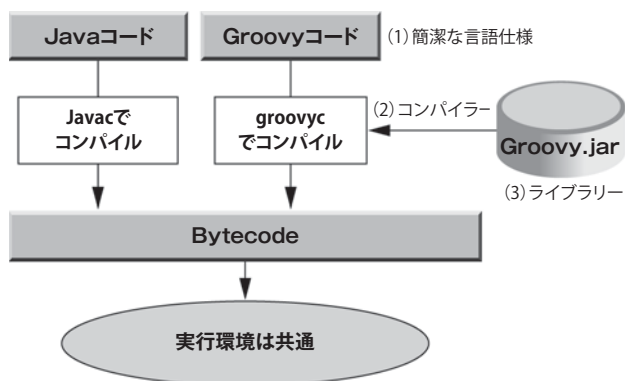 Javaコード
Groovyコード
(1)簡潔な言語仕様
Javacで
コンパイル
groovyc
でコンパイル
(2)コンパイラー
Groovy.jar
(3)ライブラリー
Bytecode
実行環境は共通